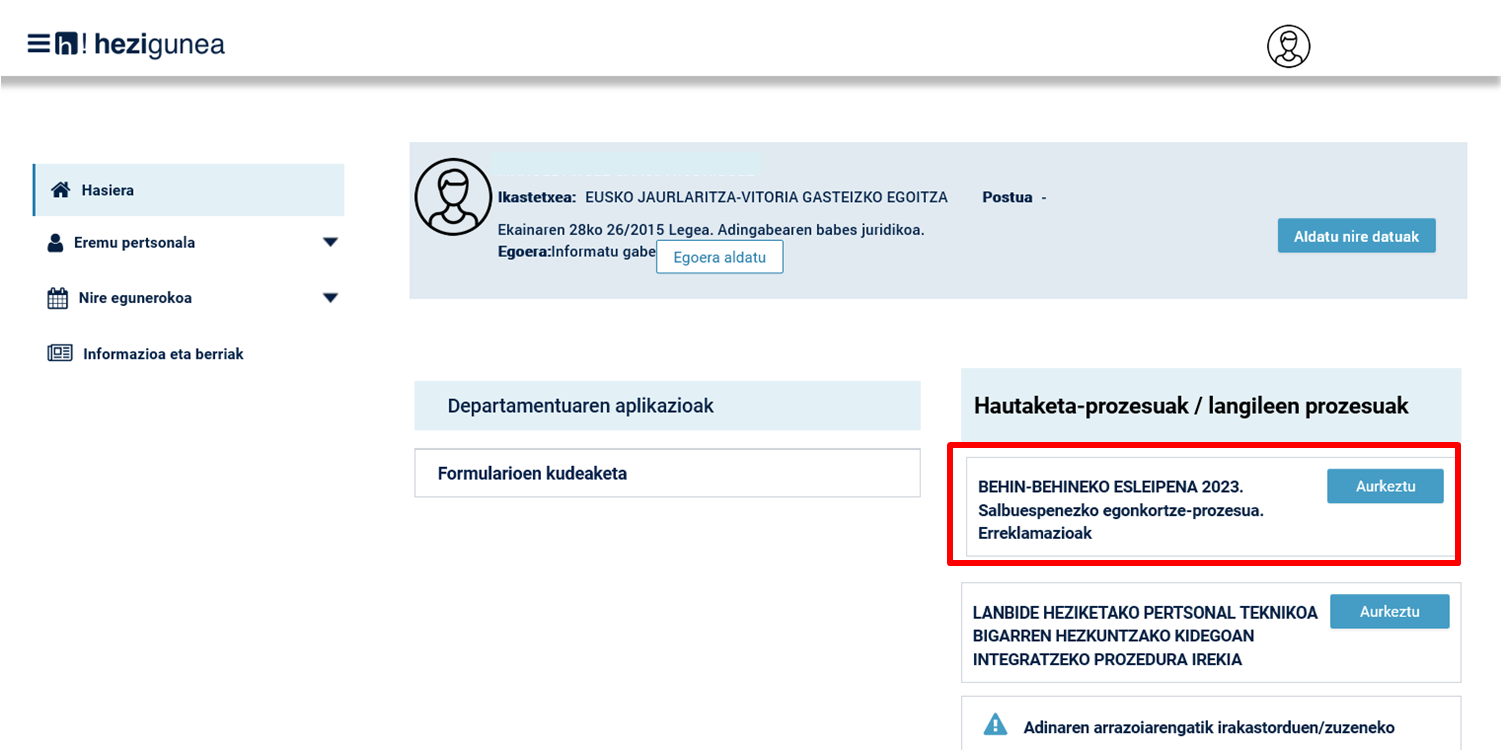 h! hezigunea
Hasiera
Eremu pertsonala
Nire egunerokoa
Informazioa eta berriak
Ikastetxea: EUSKO JAURLARITZA-VITORIA GASTEIZKO EGOITZA Postua -
Ekainaren 28ko 26/2015 Legea. Adingabearen babes juridikoa.
Egoera:Informatu gabe Egoera aldatu
Aldatu nire datuak
Departamentuaren aplikazioak
Formularioen kudeaketa
Hautaketa-prozesuak / langileen prozesuak
BEHIN-BEHINEKO ESLEIPENA 2023.
Salbuespenezko egonkortze-prozesua.
Erreklamazioak
Aurkeztu
LANBIDE HEZIKETAKO PERTSONAL TEKNIKOA
BIGARREN HEZKUNTZAKO KIDEGOAN
INTEGRATZEKO PROZEDURA IREKIA
Aurkeztu
Adinaren arrazoiarengatik irakastorduen/zuzeneko